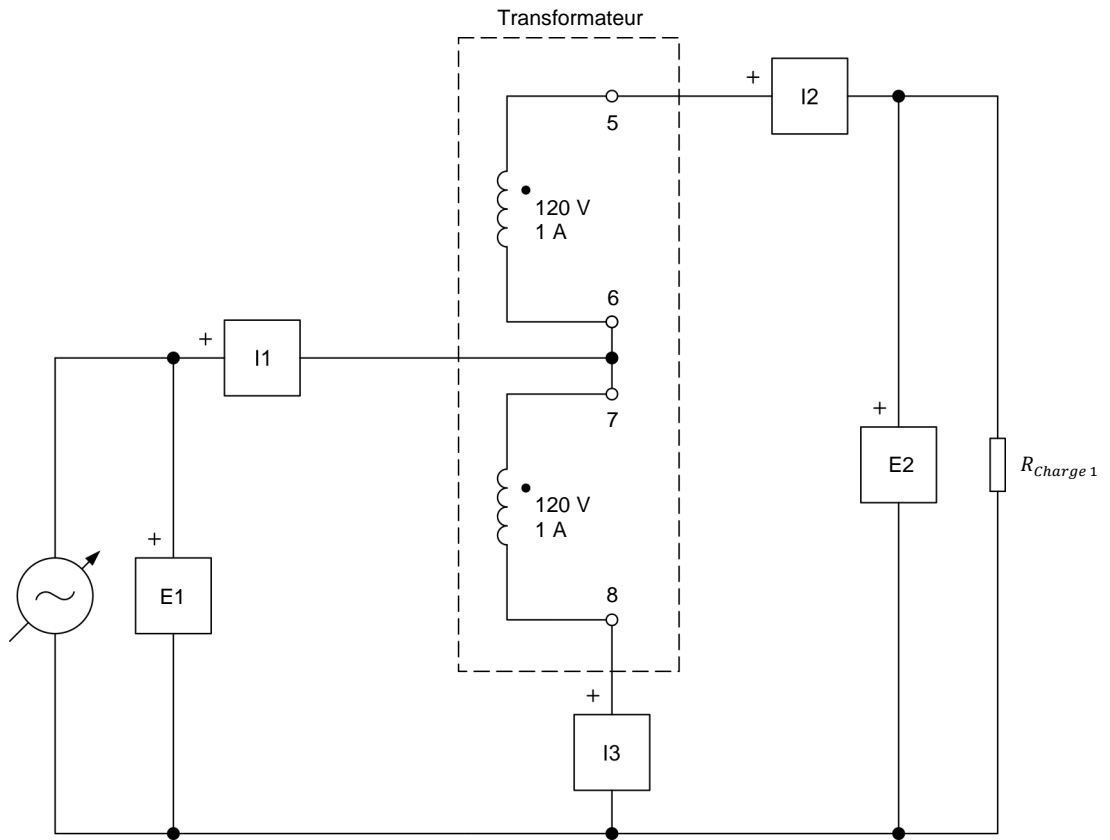 Transformateur
+
I2
5
120 V
1 A
6
+
I1
7
+
E2
R_Charge 1
120 V
1 A
+
E1
8
+
I3